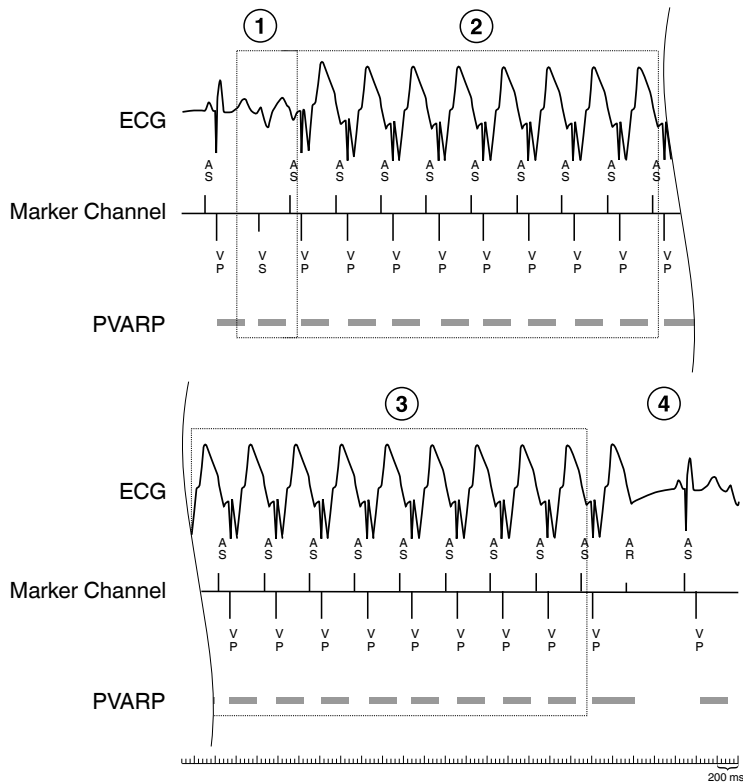 1 2
ECG
A A A A A A A A A A
S S S S S S S S S S
Marker Channel
V V V V V V V V V V V
P S P P P P P P P P P
PVARP
3 4
ECG
A A A A A A A A A A A
S S S S S S S S S R S
Marker Channel
V V V V V V V V V V
P P P P P P P P P P
PVARP
200 ms